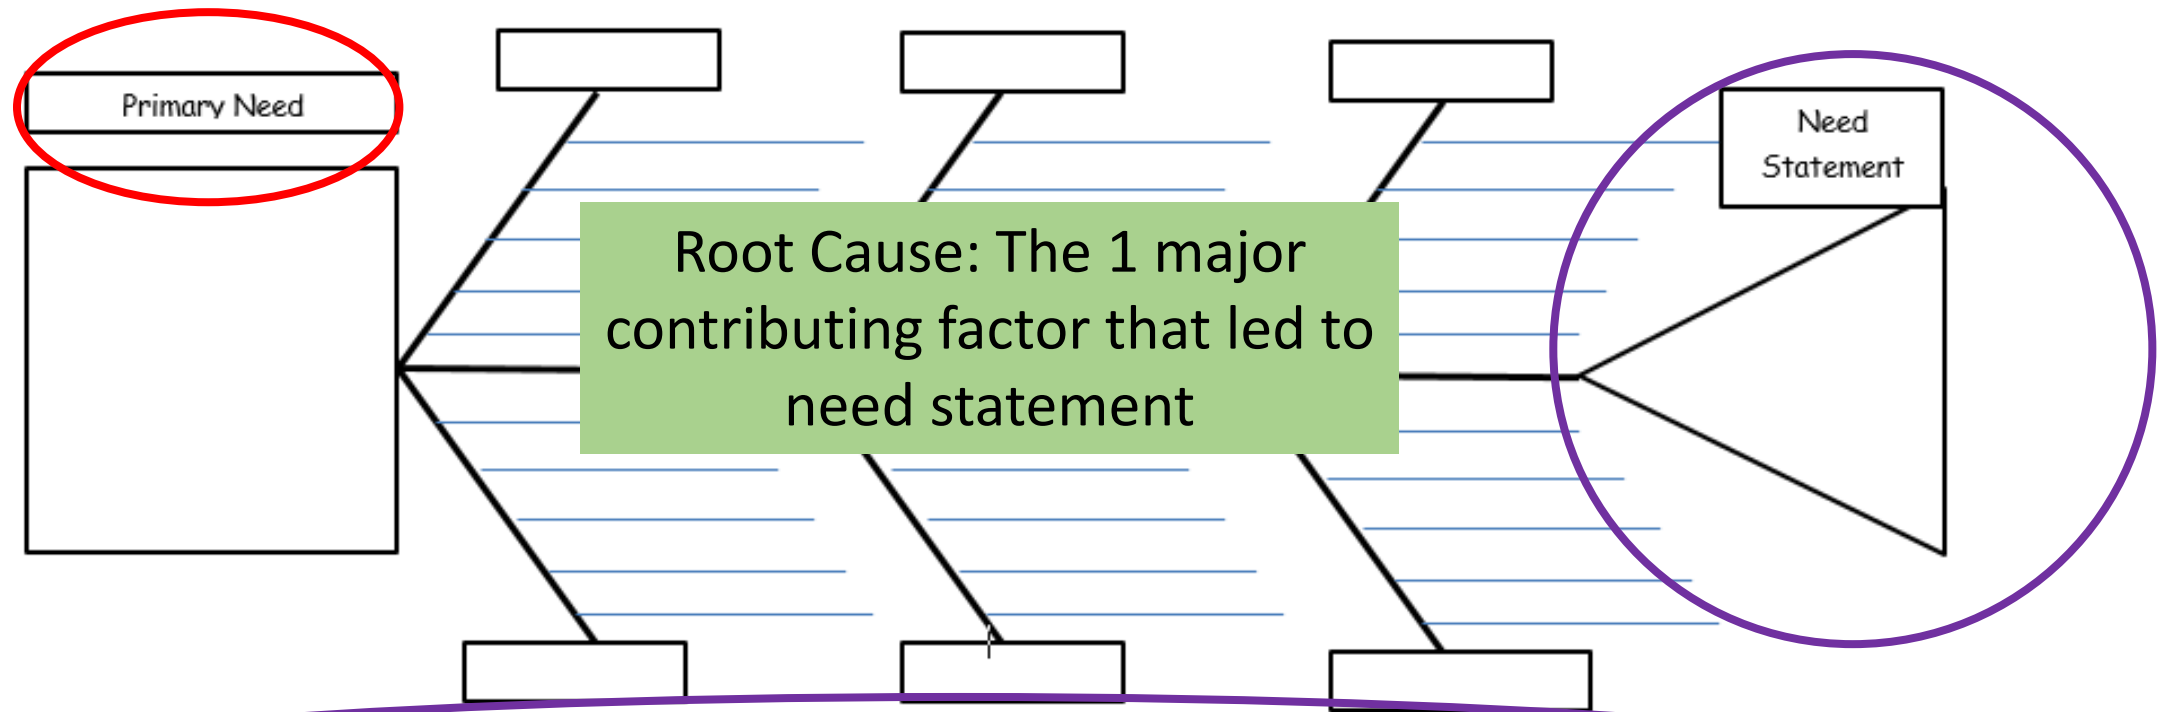 Primary Need
Need
Statement
Root Cause: The 1 major
contributing factor that led to
need statement